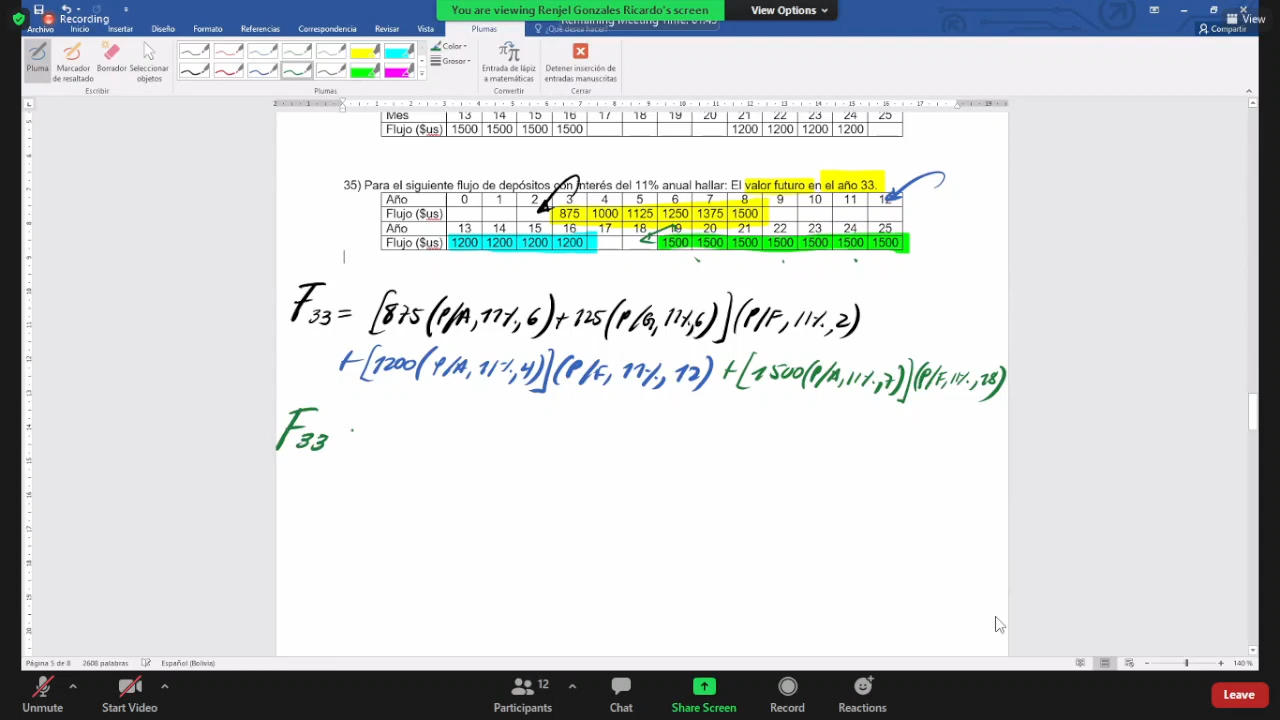 You are viewing Renjel Gonzales Ricardo's screen
View Options
Recording
Remaining Meeting Time: 01:43
View
Archivo Inicio Insertar Diseño Formato Referencias Correspondencia Revisar Vista Plumas ¿Qué desea hacer? Compartir
Pluma Marcador de resaltado Borrador Seleccionar objetos
Color
Grosor
Entrada de lápiz a matemáticas
Detener inserción de entradas manuscritas
Escribir Plumas Convertir Cerrar
Mes 13 14 15 16 17 18 19 20 21 22 23 24 25
Flujo ($us) 1500 1500 1500 1500 1200 1200 1200 1200
35) Para el siguiente flujo de depósitos con interés del 11% anual hallar: El valor futuro en el año 33.
Año 0 1 2 3 4 5 6 7 8 9 10 11 12
Flujo ($us) 875 1000 1125 1250 1375 1500
Año 13 14 15 16 17 18 19 20 21 22 23 24 25
Flujo ($us) 1200 1200 1200 1200 1500 1500 1500 1500 1500 1500 1500
F33 = [875(P/A,11%,6)+125(P/G,11%,6)](P/F,11%,2)
+[1200(P/A,11%,4)](P/F,11%,12) +[1500(P/A,11%,7)](P/F,11%,18)
F33
Página 5 de 8 2608 palabras Español (Bolivia) 140 %
Unmute Start Video Participants 12 Chat Share Screen Record Reactions Leave